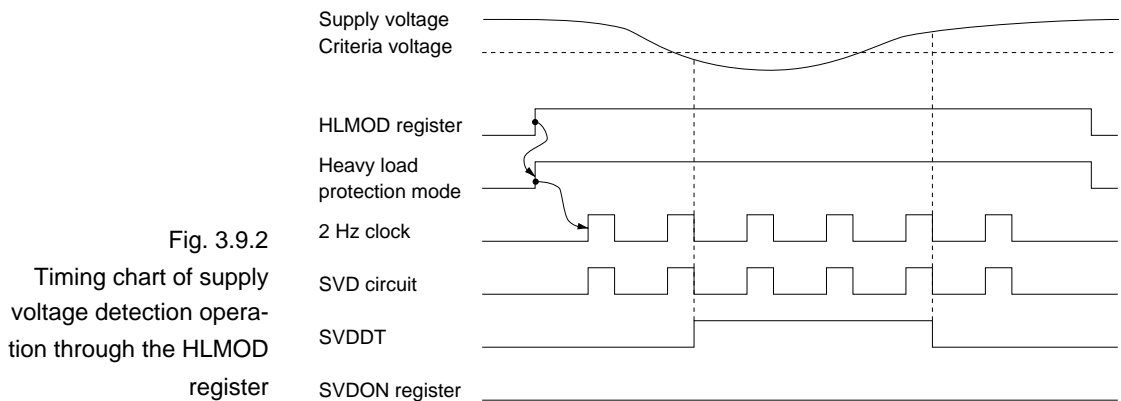 Supply voltage
Criteria voltage
HLMOD register
Heavy load
protection mode
2 Hz clock
SVD circuit
SVDDT
SVDON register
Fig. 3.9.2
Timing chart of supply
voltage detection opera-
tion through the HLMOD
register